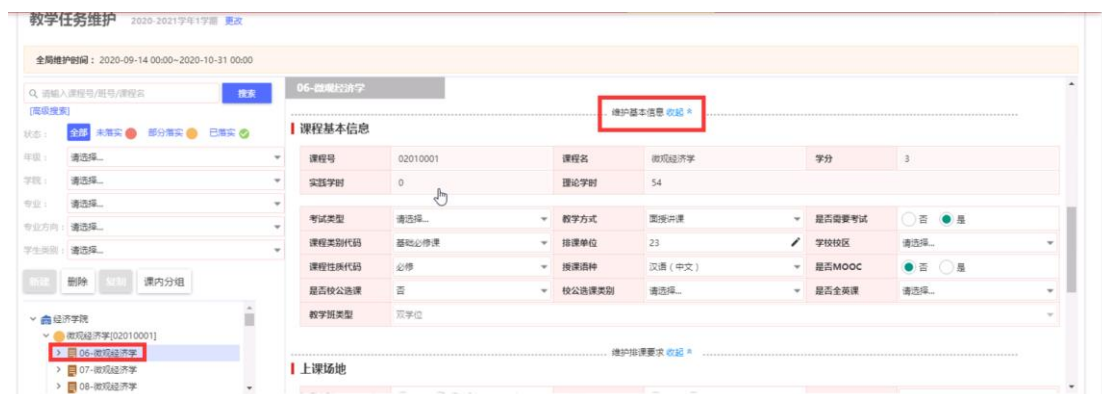 教学任务维护 2020-2021学年1学期 更改
全局维护时间： 2020-09-14 00:00~2020-10-31 00:00
请输入课程号/班号/课程名 搜索
[高级搜索]
状态： 全部 未落实 部分落实 已落实
年级： 请选择...
学院： 请选择...
专业： 请选择...
专业方向： 请选择...
学生类别： 请选择...
新建 删除 复制 课内分组
经济学院
微观经济学[02010001]
06-微观经济学
07-微观经济学
08-微观经济学
06-微观经济学
维护基本信息 收起
课程基本信息
课程号 02010001 课程名 微观经济学 学分 3
实践学时 0 理论学时 54
考试类型 请选择... 教学方式 面授讲课 是否需要考试 否 是
课程类别代码 基础必修课 排课单位 23 学校校区 请选择...
课程性质代码 必修 授课语种 汉语（中文） 是否MOOC 否 是
是否校公选课 否 校公选课类别 请选择... 是否全英课 请选择...
教学班类型 双学位
维护排课要求 收起
上课场地